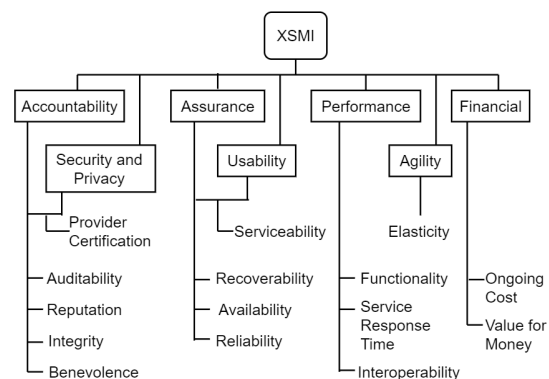 XSMI
Accountability
Assurance
Performance
Financial
Security and
Privacy
Usability
Agility
Provider
Certification
Serviceability
Elasticity
Auditability
Reputation
Integrity
Benevolence
Recoverability
Availability
Reliability
Functionality
Service
Response
Time
Interoperability
Ongoing
Cost
Value for
Money